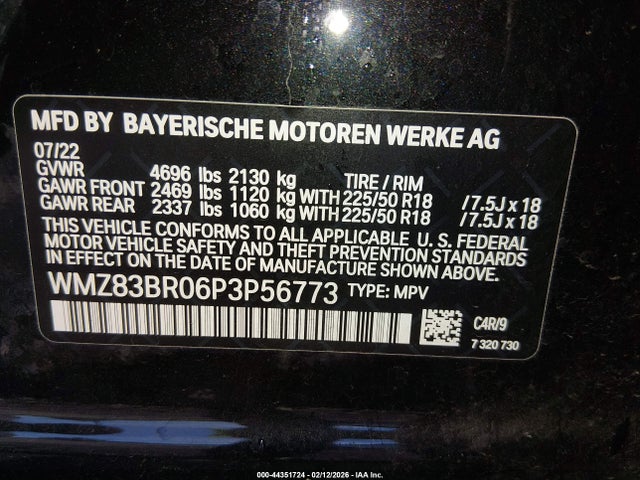 MFD BY BAYERISCHE MOTOREN WERKE AG
07/22
GVWR 4696 lbs 2130 kg TIRE / RIM
GAWR FRONT 2469 lbs 1120 kg WITH 225/50 R18 /7.5J x 18
GAWR REAR 2337 lbs 1060 kg WITH 225/50 R18 /7.5J x 18
THIS VEHICLE CONFORMS TO ALL APPLICABLE U. S. FEDERAL
MOTOR VEHICLE SAFETY AND THEFT PREVENTION STANDARDS
IN EFFECT ON THE DATE OF MANUFACTURE SHOWN ABOVE.
WMZ83BR06P3P56773 TYPE: MPV
C4R/9
7 320 730
000-44351724 - 02/12/2026 - IAA Inc.